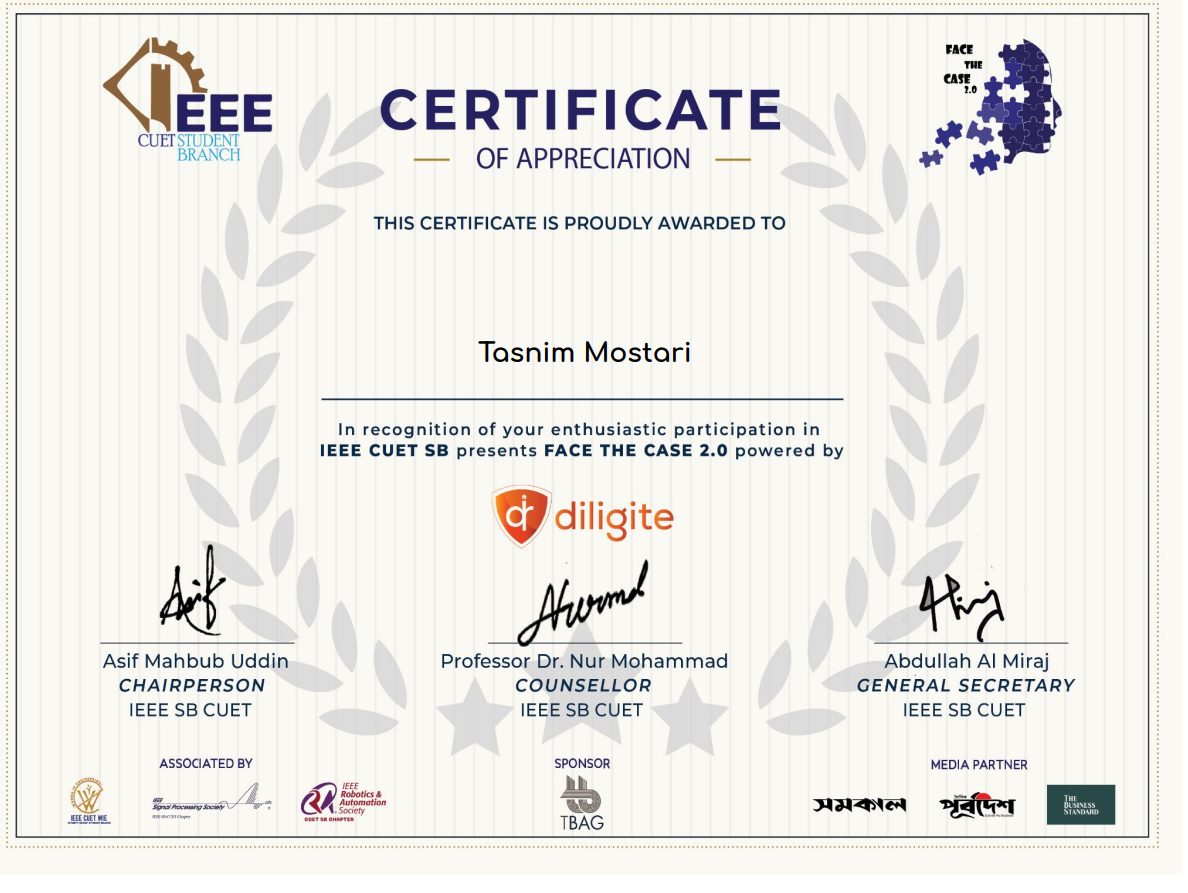 IEEE
CUET STUDENT
BRANCH
FACE
THE
CASE
2.0
CERTIFICATE
OF APPRECIATION
THIS CERTIFICATE IS PROUDLY AWARDED TO
Tasnim Mostari
In recognition of your enthusiastic participation in
IEEE CUET SB presents FACE THE CASE 2.0 powered by
diligite
Asif Mahbub Uddin
CHAIRPERSON
IEEE SB CUET
Professor Dr. Nur Mohammad
COUNSELLOR
IEEE SB CUET
Abdullah Al Miraj
GENERAL SECRETARY
IEEE SB CUET
ASSOCIATED BY
IEEE CUET WIE
IEEE
Signal Processing Society
IEEE SB CUET Chapter
IEEE
Robotics &
Automation
Society
CUET SB CHAPTER
SPONSOR
TBAG
MEDIA PARTNER
সমকাল
দৈনিক
পূর্বদেশ
THE
BUSINESS
STANDARD